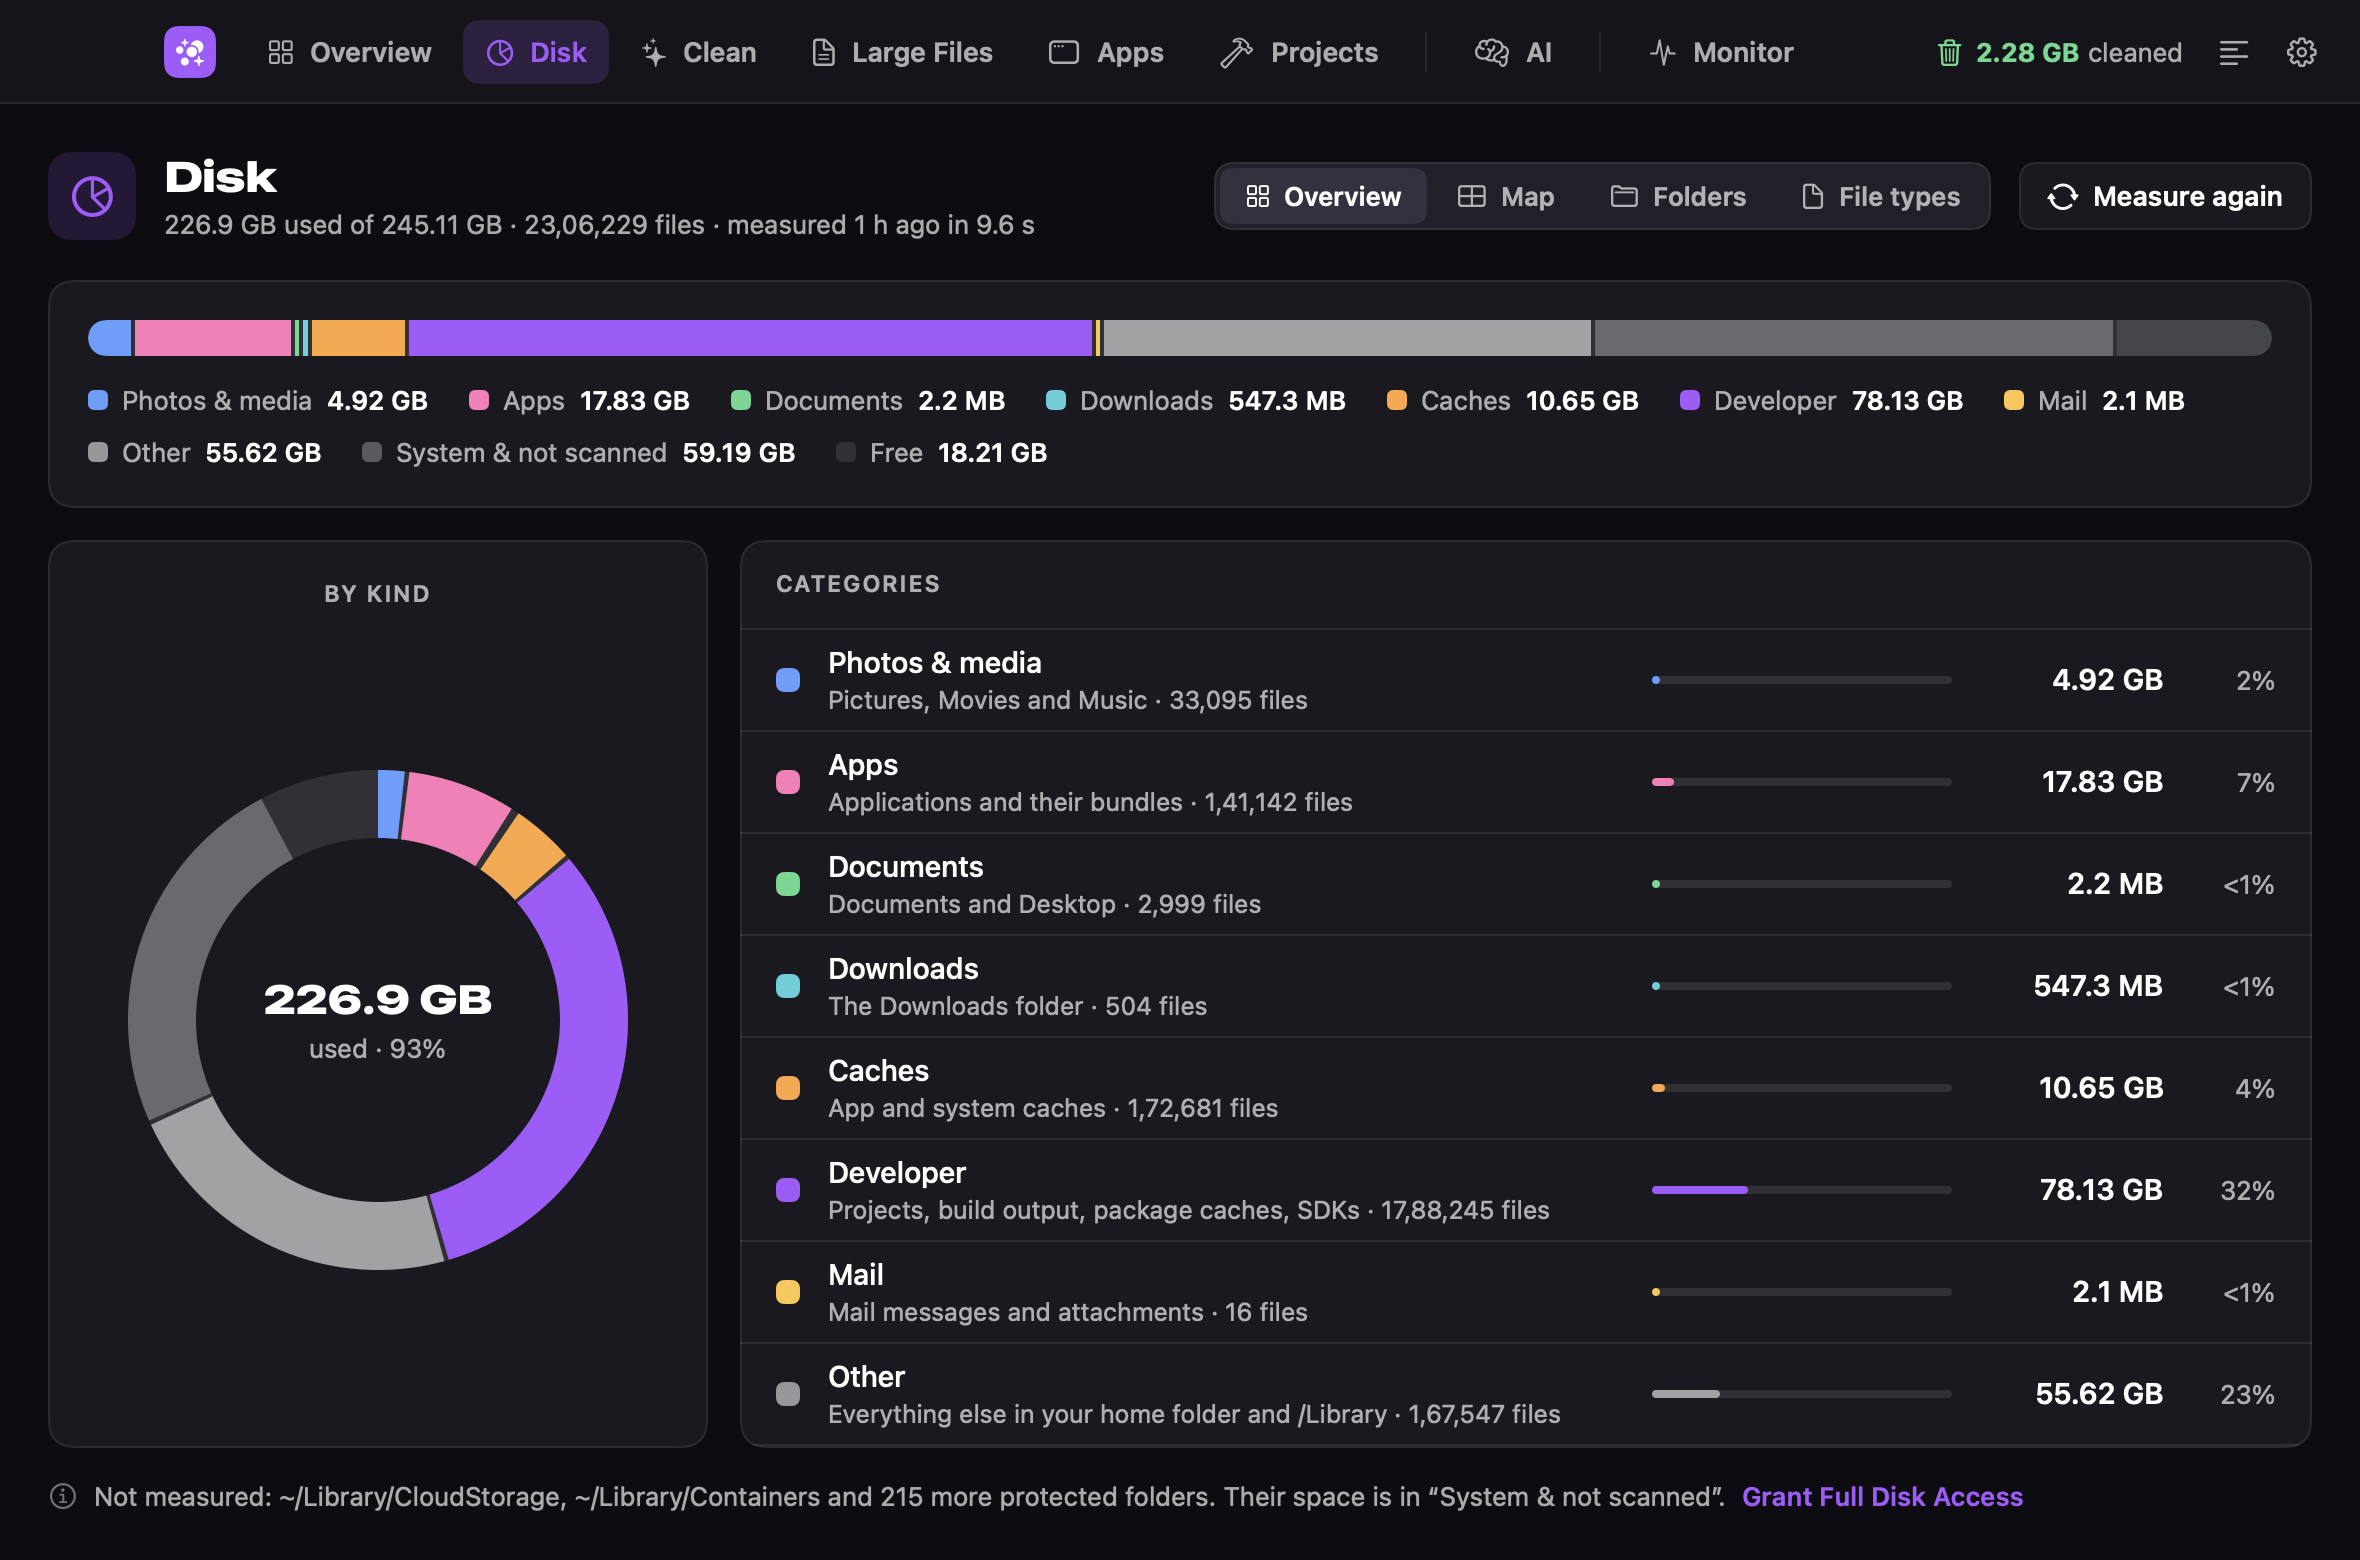 Overview
Disk
Clean
Large Files
Apps
Projects
AI
Monitor
2.28 GB cleaned
Disk
226.9 GB used of 245.11 GB · 23,06,229 files · measured 1 h ago in 9.6 s
Overview
Map
Folders
File types
Measure again
Photos & media 4.92 GB
Apps 17.83 GB
Documents 2.2 MB
Downloads 547.3 MB
Caches 10.65 GB
Developer 78.13 GB
Mail 2.1 MB
Other 55.62 GB
System & not scanned 59.19 GB
Free 18.21 GB
BY KIND
226.9 GB
used · 93%
CATEGORIES
Photos & media
Pictures, Movies and Music · 33,095 files
4.92 GB
2%
Apps
Applications and their bundles · 1,41,142 files
17.83 GB
7%
Documents
Documents and Desktop · 2,999 files
2.2 MB
<1%
Downloads
The Downloads folder · 504 files
547.3 MB
<1%
Caches
App and system caches · 1,72,681 files
10.65 GB
4%
Developer
Projects, build output, package caches, SDKs · 17,88,245 files
78.13 GB
32%
Mail
Mail messages and attachments · 16 files
2.1 MB
<1%
Other
Everything else in your home folder and /Library · 1,67,547 files
55.62 GB
23%
Not measured: ~/Library/CloudStorage, ~/Library/Containers and 215 more protected folders. Their space is in “System & not scanned”. Grant Full Disk Access